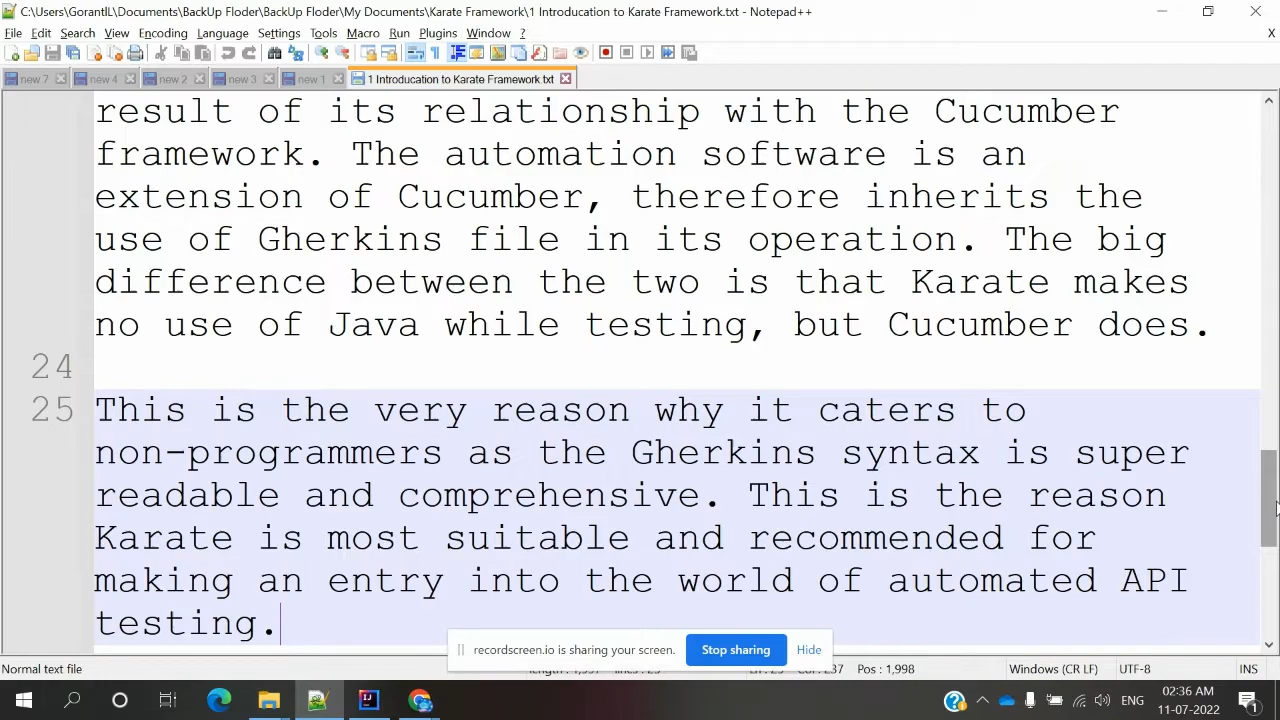 C:\Users\GorantlL\Documents\BackUp Floder\BackUp Floder\My Documents\Karate Framework\1 Introducation to Karate Framework.txt - Notepad++
File Edit Search View Encoding Language Settings Tools Macro Run Plugins Window ? X
new 7 new 4 new 2 new 3 new 1 1 Introducation to Karate Framework.txt
result of its relationship with the Cucumber
framework. The automation software is an
extension of Cucumber, therefore inherits the
use of Gherkins file in its operation. The big
difference between the two is that Karate makes
no use of Java while testing, but Cucumber does.
24
25 This is the very reason why it caters to
non-programmers as the Gherkins syntax is super
readable and comprehensive. This is the reason
Karate is most suitable and recommended for
making an entry into the world of automated API
testing.
recordscreen.io is sharing your screen. Stop sharing Hide
Normal text file Pos : 1,998 Windows (CR LF) UTF-8 INS
ENG 02:36 AM
11-07-2022